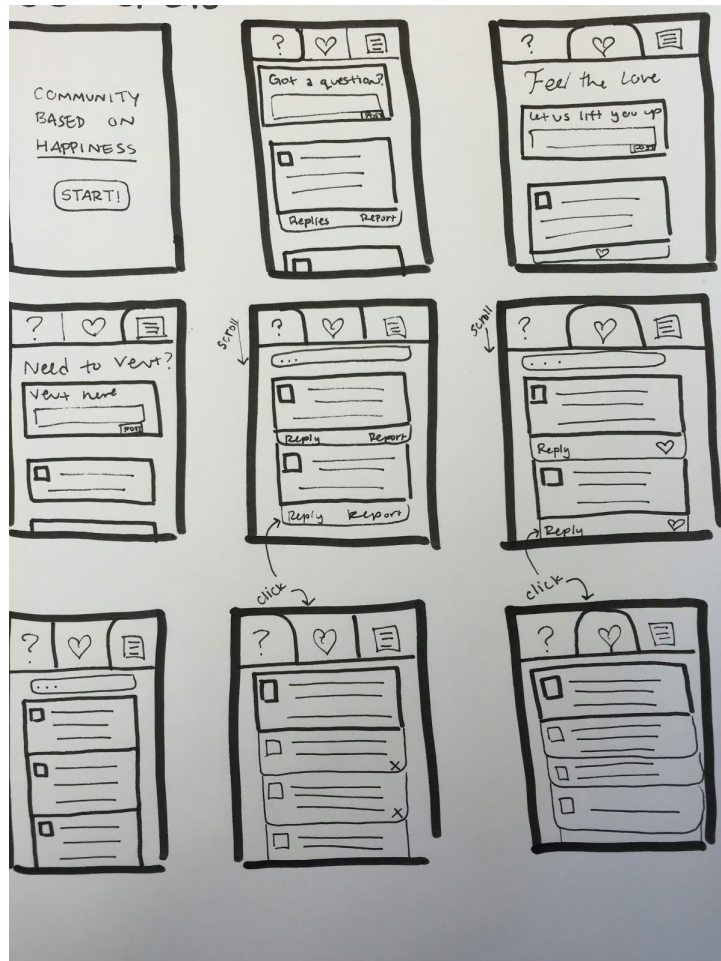 COMMUNITY
BASED ON
HAPPINESS
START!
?
Got a question?
POST
Replies Report
?
Feel the Love
Let us lift you up
POST
?
Need to Vent?
Vent here
POST
scroll
?
...
Reply Report
Reply Report
scroll
?
...
Reply
Reply
click
click
?
...
?
x
x
?